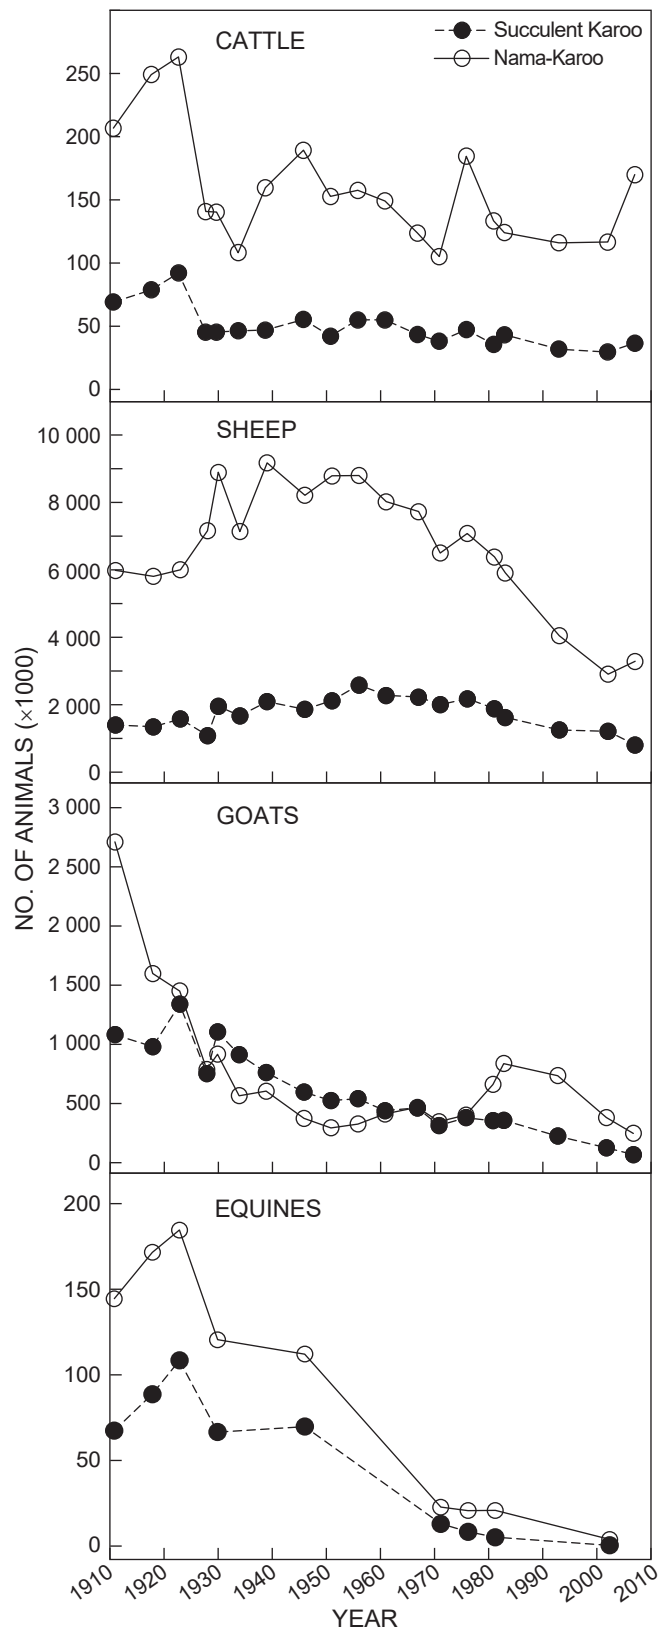 CATTLE
Succulent Karoo
Nama-Karoo
250
200
150
100
50
0
SHEEP
10 000
8 000
6 000
4 000
2 000
0
NO. OF ANIMALS (×1000)
GOATS
3 000
2 500
2 000
1 500
1 000
500
0
EQUINES
200
150
100
50
0
1910 1920 1930 1940 1950 1960 1970 1980 1990 2000 2010
YEAR